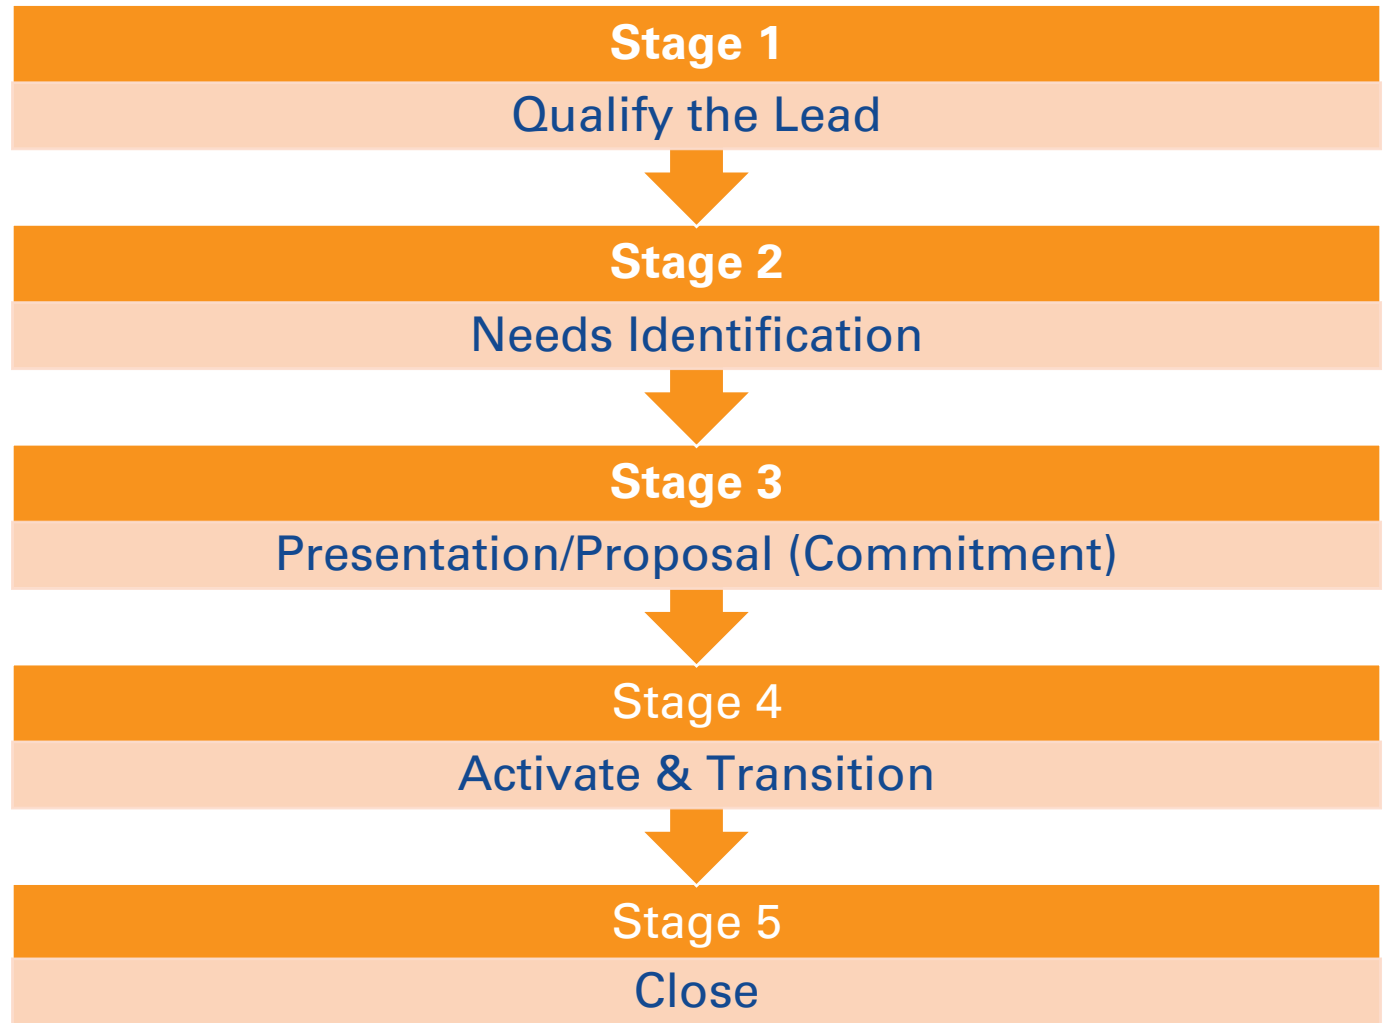 Stage 1
Qualify the Lead
Stage 2
Needs Identification
Stage 3
Presentation/Proposal (Commitment)
Stage 4
Activate & Transition
Stage 5
Close